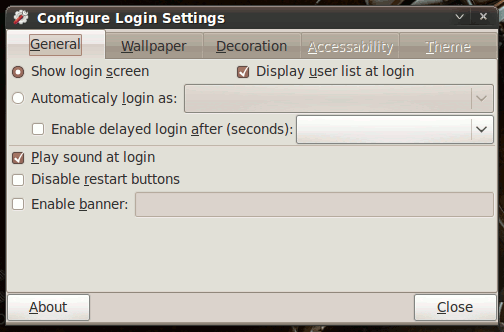 Configure Login Settings
General Wallpaper Decoration Accessability Theme
Show login screen Display user list at login
Automaticaly login as:
Enable delayed login after (seconds):
Play sound at login
Disable restart buttons
Enable banner:
About Close